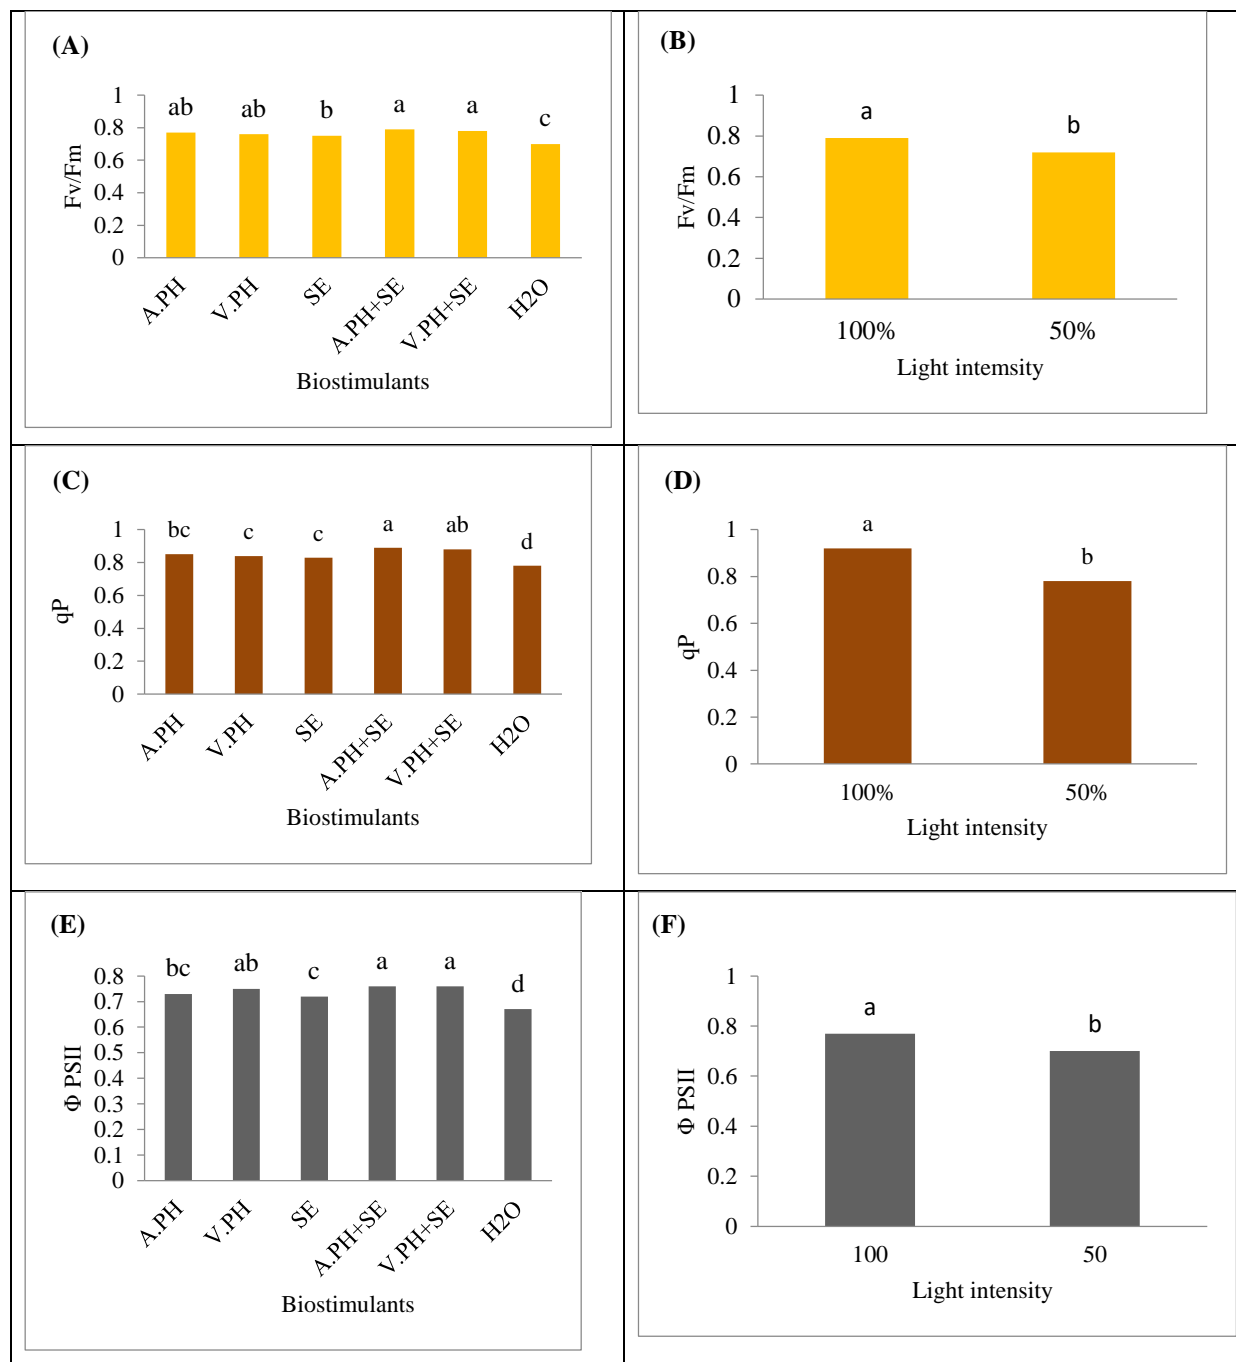 (A)
ab ab b a a c
1
0.8
0.6
0.4
0.2
0
Fv/Fm
A.PH V.PH SE A.PH+SE V.PH+SE H2O
Biostimulants
(B)
a b
1
0.8
0.6
0.4
0.2
0
Fv/Fm
100% 50%
Light intemsity
(C)
bc c c a ab d
1
0.8
0.6
0.4
0.2
0
qP
A.PH V.PH SE A.PH+SE V.PH+SE H2O
Biostimulants
(D)
a b
1
0.8
0.6
0.4
0.2
0
qP
100% 50%
Light intensity
(E)
bc ab c a a d
0.8
0.7
0.6
0.5
0.4
0.3
0.2
0.1
0
Φ PSII
A.PH V.PH SE A.PH+SE V.PH+SE H2O
Biostimulants
(F)
a b
1
0.8
0.6
0.4
0.2
0
Φ PSII
100 50
Light intensity